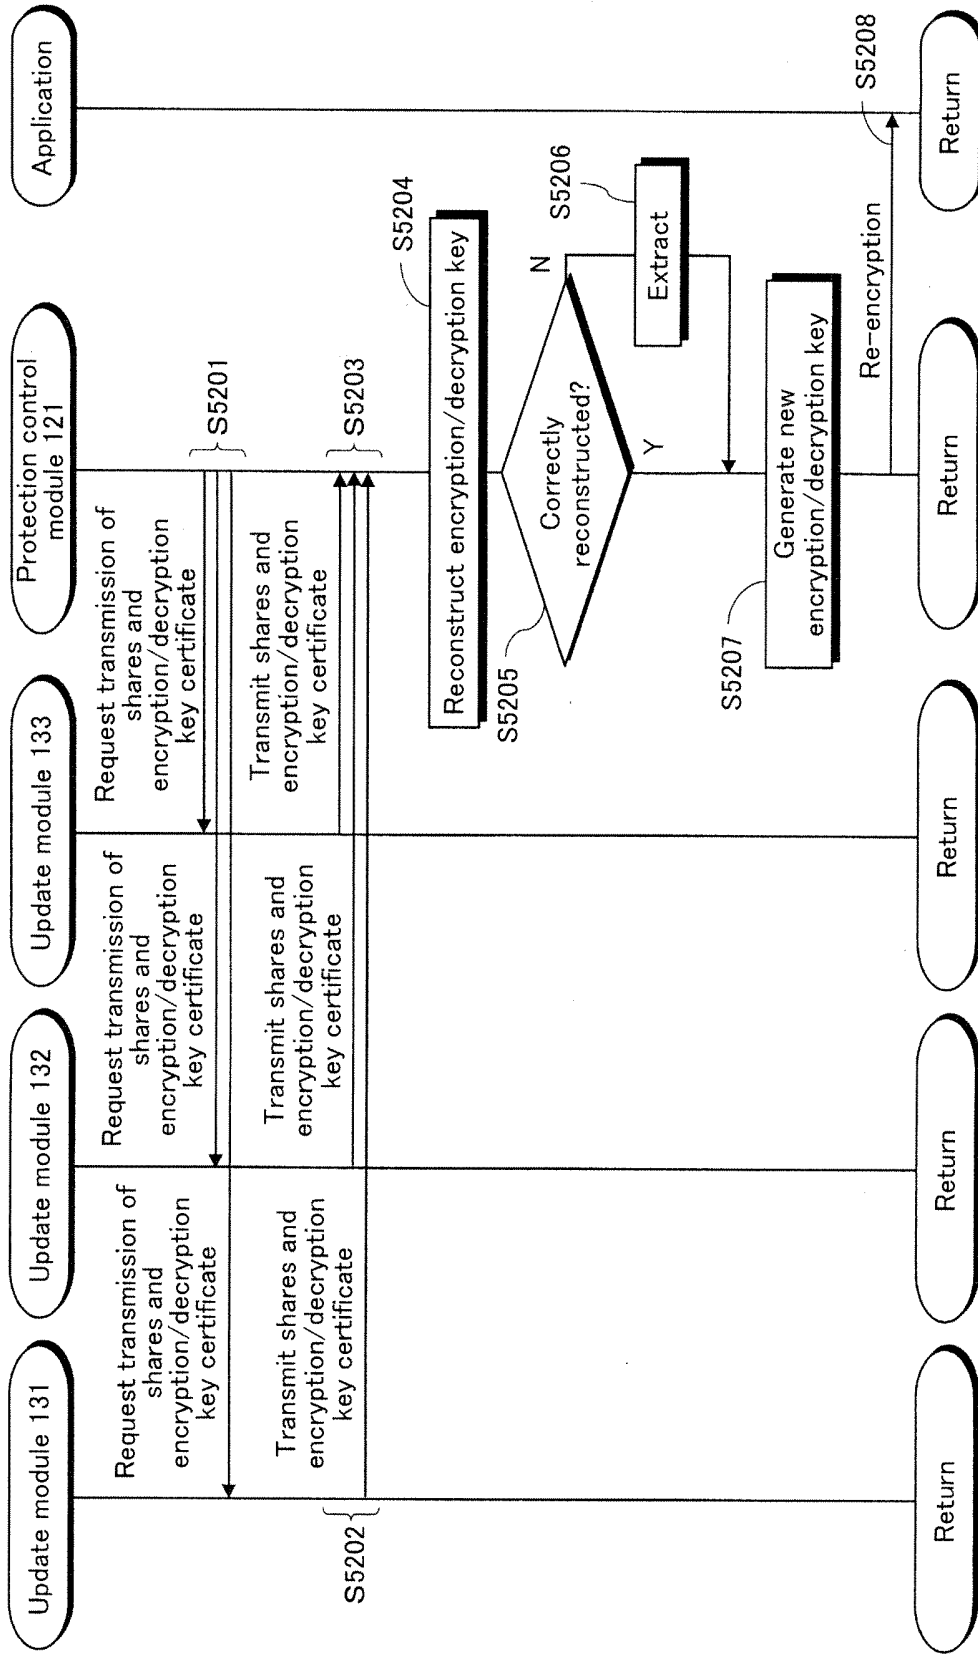 Update module 131
Update module 132
Update module 133
Protection control
module 121
Application
Request transmission of
shares and
encryption/decryption
key certificate
Request transmission of
shares and
encryption/decryption
key certificate
Request transmission of
shares and
encryption/decryption
key certificate
S5201
S5202
Transmit shares and
encryption/decryption
key certificate
Transmit shares and
encryption/decryption
key certificate
Transmit shares and
encryption/decryption
key certificate
S5203
S5204
Reconstruct encryption/decryption key
S5205
Correctly
reconstructed?
N
S5206
Extract
Y
S5207
Generate new
encryption/decryption key
Re-encryption
S5208
Return
Return
Return
Return
Return